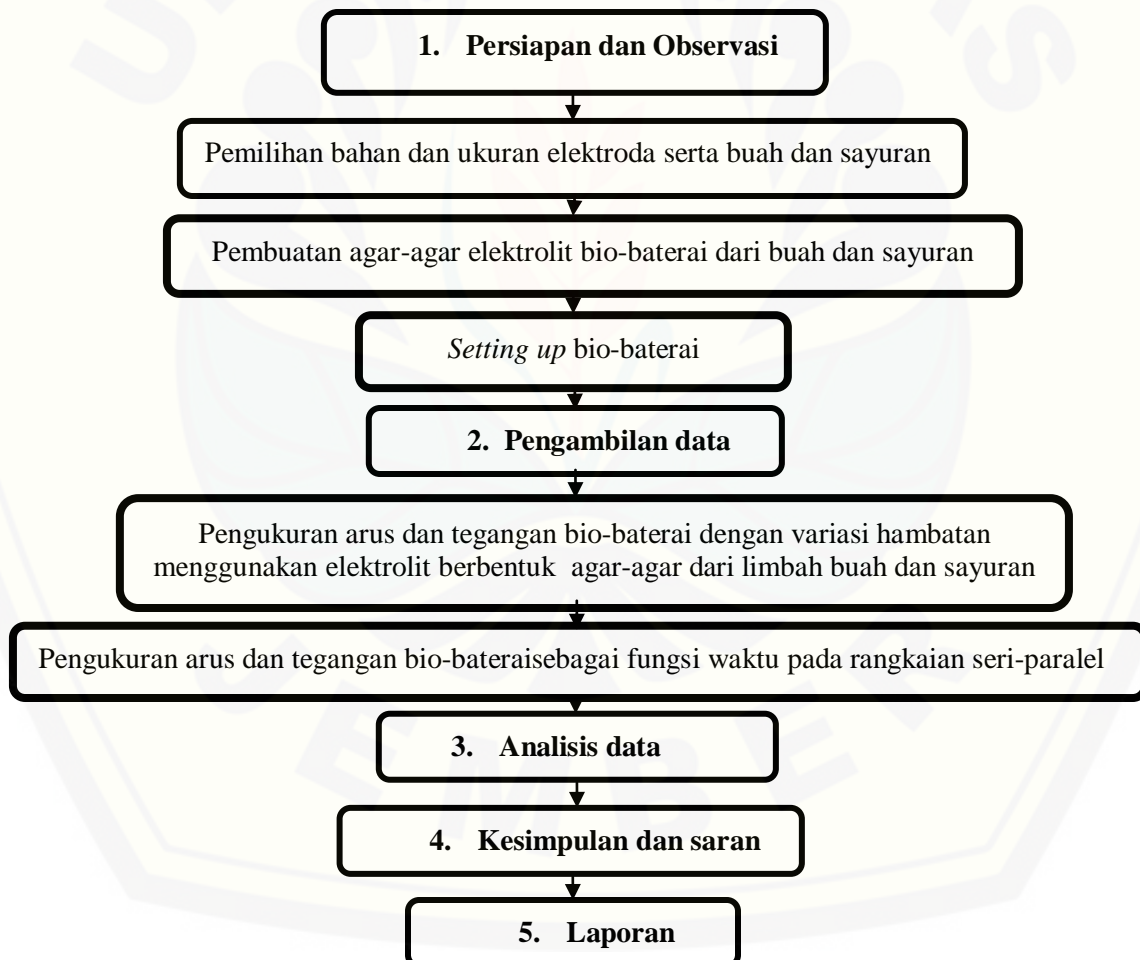 1. Persiapan dan Observasi
Pemilihan bahan dan ukuran elektroda serta buah dan sayuran
Pembuatan agar-agar elektrolit bio-baterai dari buah dan sayuran
Setting up bio-baterai
2. Pengambilan data
Pengukuran arus dan tegangan bio-baterai dengan variasi hambatan
menggunakan elektrolit berbentuk agar-agar dari limbah buah dan sayuran
Pengukuran arus dan tegangan bio-bateraisebagai fungsi waktu pada rangkaian seri-paralel
3. Analisis data
4. Kesimpulan dan saran
5. Laporan